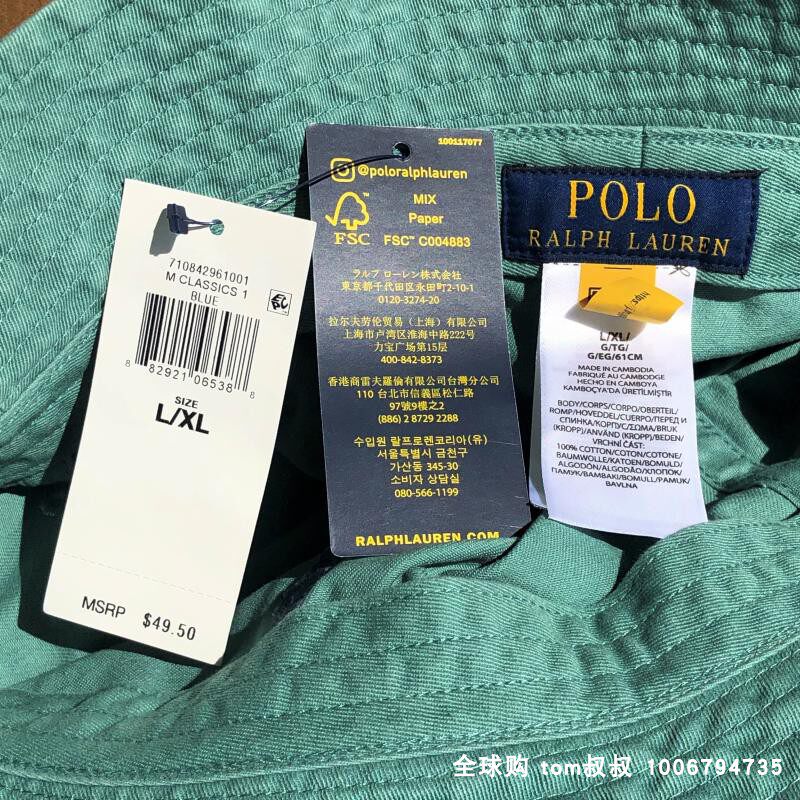 710842961001
M CLASSICS 1
BLUE
8 82921 06538 8
SIZE
L/XL
MSRP $49.50
100117077
@poloralphlauren
MIX
Paper
FSC
FSC™ C004883
ラルフ ローレン株式会社
東京都千代田区永田町2-10-1
0120-3274-20
拉尔夫劳伦贸易（上海）有限公司
上海市卢湾区淮海中路222号
力宝广场第15层
400-842-8373
香港商雷夫羅倫有限公司台灣分公司
110 台北市信義區松仁路
97號9樓之2
(886) 2 8729 2288
수입원 랄프로렌코리아(유)
서울특별시 금천구
가산동 345-30
소비자 상담실
080-566-1199
RALPHLAUREN.COM
POLO
RALPH LAUREN
L/XL/
G/TG/
G/EG/61CM
MADE IN CAMBODIA
FABRIQUÉ AU CAMBODGE
HECHO EN CAMBOYA
KAMBOÇYA'DA ÜRETİLMİŞTİR
BODY/CORPS/CORPO/OBERTEIL/
ROMP/HOVEDDEL/CUERPO/ПЕРЕД И
СПИНКА/КОРПУС/ΣΩΜΑ/BRUK
(KROPP)/ANVÄND (KROPP)/BEDEN/
VRCHNÍ ČÁST:
100% COTTON/COTON/COTONE/
BAUMWOLLE/KATOEN/BOMULD/
ALGODÓN/ALGODÃO/ХЛОПОК/
ПАМУК/BAMBAKI/BOMULL/PAMUK/
BAVLNA
全球购 tom叔叔 1006794735